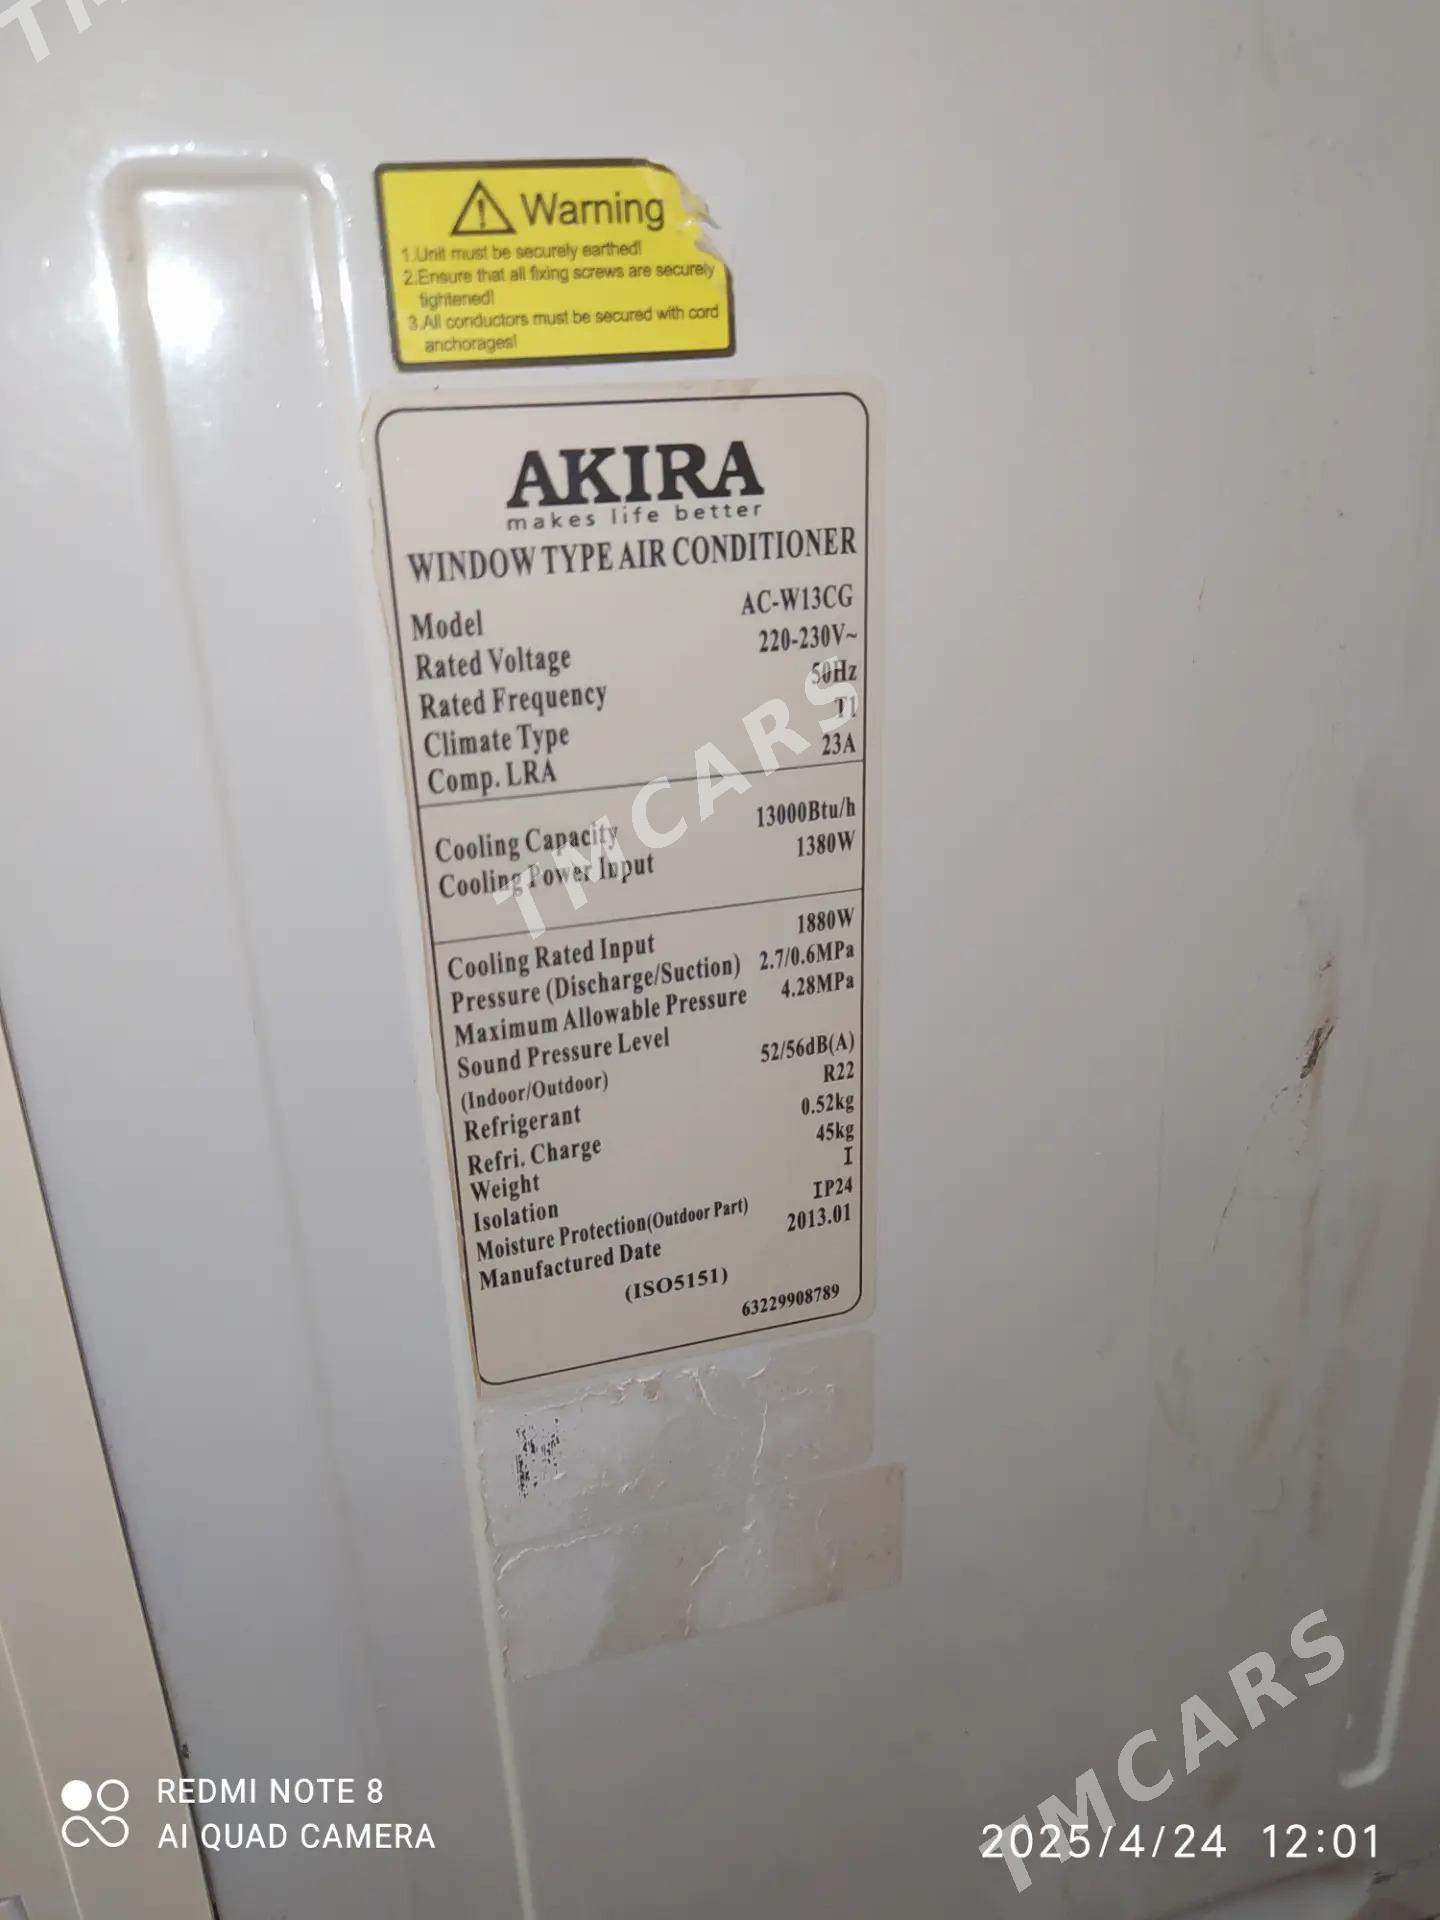 Warning
1.Unit must be securely earthed!
2.Ensure that all fixing screws are securely
tightened!
3.All conductors must be secured with cord
anchorages!
AKIRA
makes life better
WINDOW TYPE AIR CONDITIONER
Model AC-W13CG
Rated Voltage 220-230V~
Rated Frequency 50Hz
Climate Type T1
Comp. LRA 23A
Cooling Capacity 13000Btu/h
Cooling Power Input 1380W
Cooling Rated Input 1880W
Pressure (Discharge/Suction) 2.7/0.6MPa
Maximum Allowable Pressure 4.28MPa
Sound Pressure Level
(Indoor/Outdoor) 52/56dB(A)
Refrigerant R22
Refri. Charge 0.52kg
Weight 45kg
Isolation I
Moisture Protection(Outdoor Part) IP24
Manufactured Date 2013.01
(ISO5151)
63229908789
TMCARS
TMCARS
REDMI NOTE 8
AI QUAD CAMERA
2025/4/24 12:01